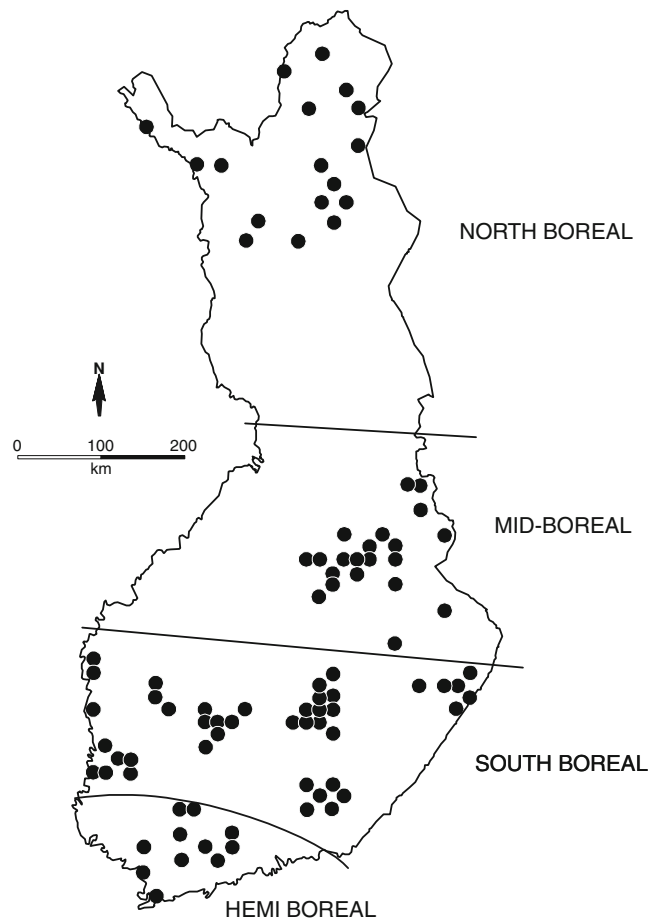 NORTH BOREAL
N
0 100 200
km
MID-BOREAL
SOUTH BOREAL
HEMI BOREAL